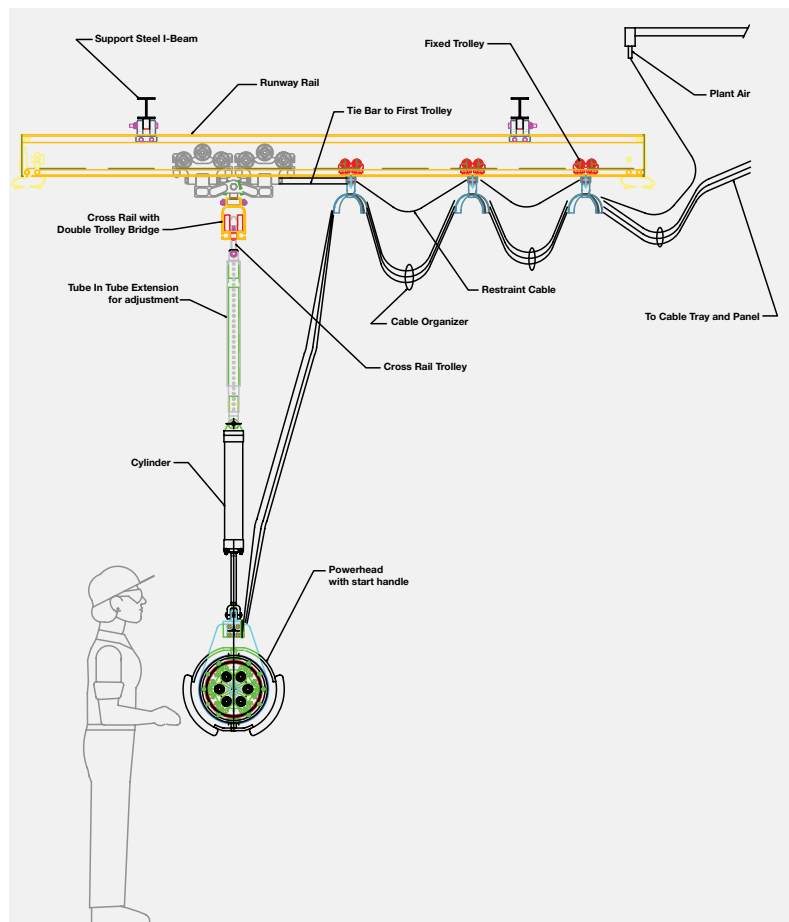 Support Steel I-Beam
Fixed Trolley
Runway Rail
Plant Air
Tie Bar to First Trolley
Cross Rail with
Double Trolley Bridge
Tube In Tube Extension
for adjustment
Restraint Cable
To Cable Tray and Panel
Cable Organizer
Cross Rail Trolley
Cylinder
Powerhead
with start handle